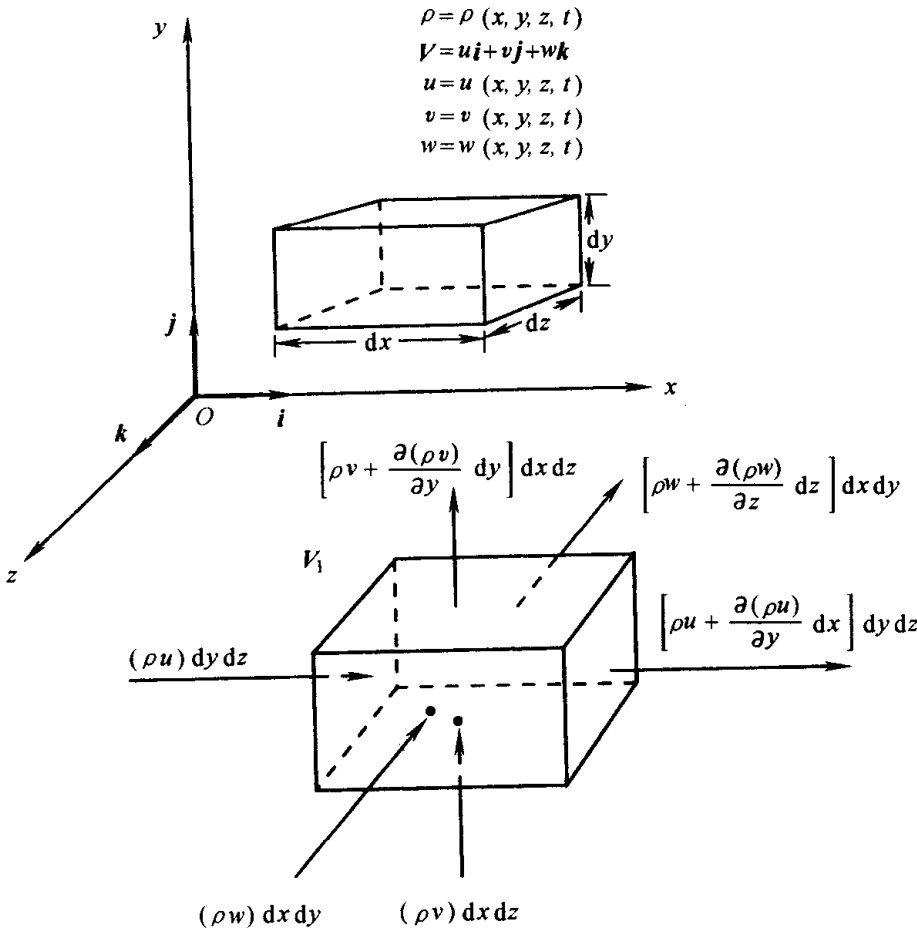 ρ = ρ (x, y, z, t)
V = ui + vj + wk
u = u (x, y, z, t)
v = v (x, y, z, t)
w = w (x, y, z, t)
y
dy
dz
dx
j
x
O
i
k
z
[ρv + ∂(ρv)/∂y dy] dx dz
[ρw + ∂(ρw)/∂z dz] dx dy
V₁
[ρu + ∂(ρu)/∂y dx] dy dz
(ρu) dy dz
(ρw) dx dy
(ρv) dx dz